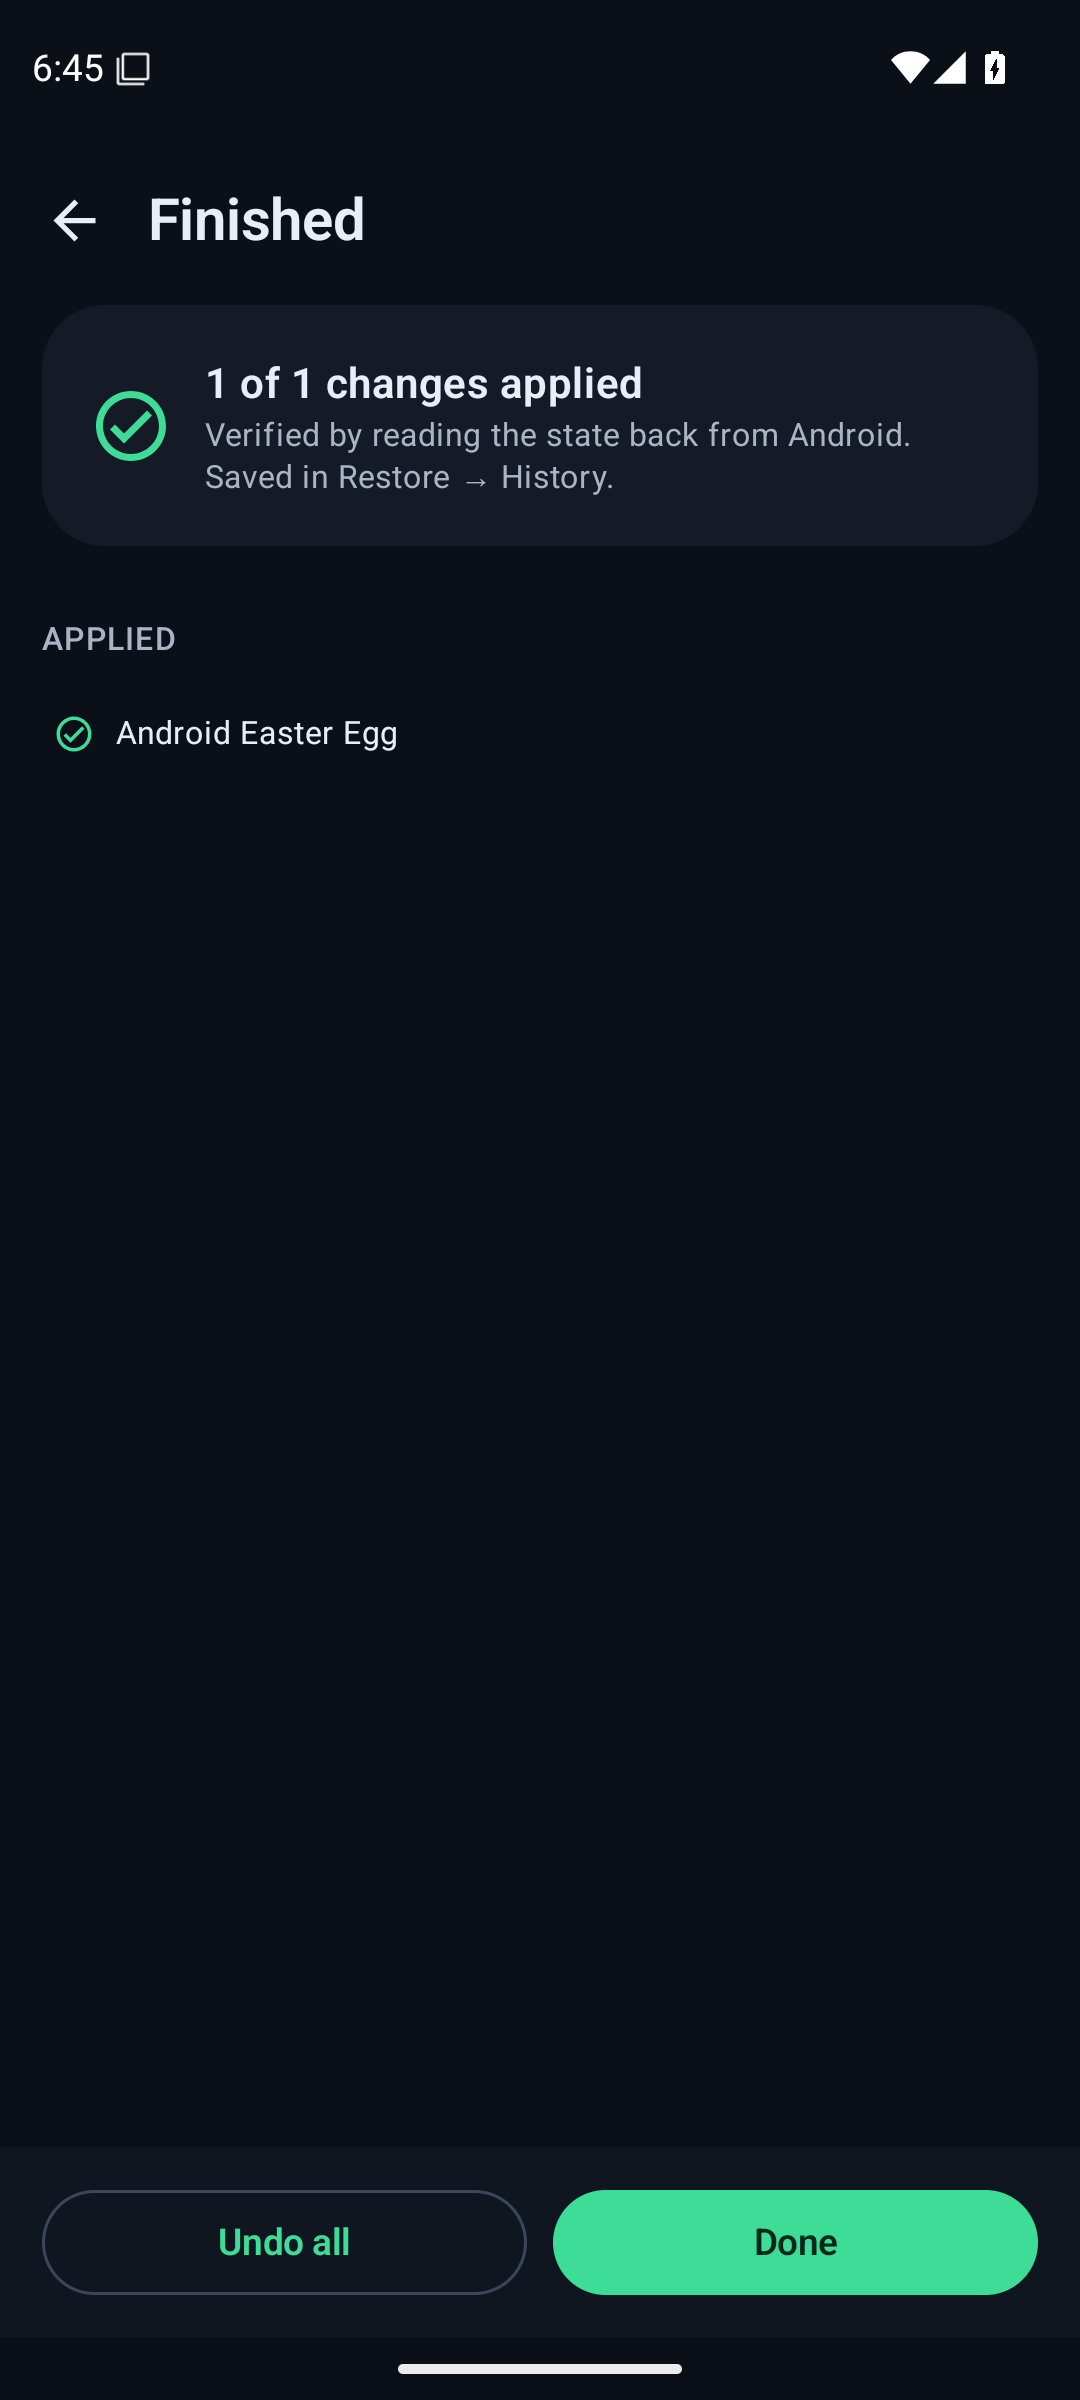 6:45
Finished
1 of 1 changes applied
Verified by reading the state back from Android.
Saved in Restore → History.
APPLIED
Android Easter Egg
Undo all
Done